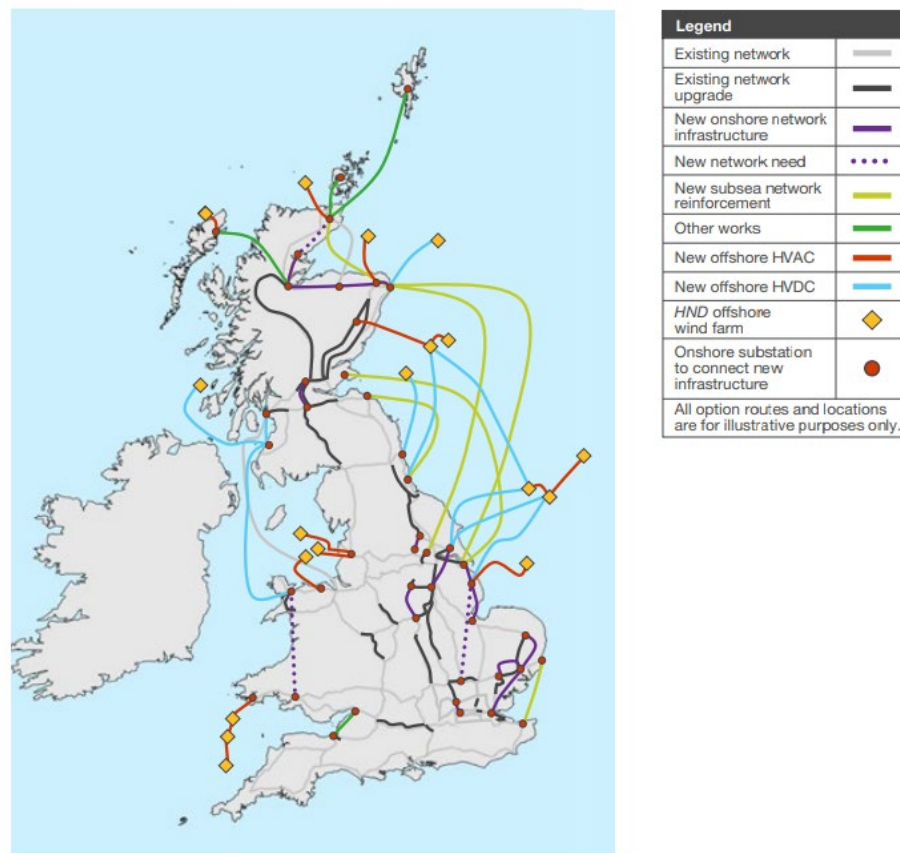 Legend
Existing network
Existing network
upgrade
New onshore network
infrastructure
New network need
New subsea network
reinforcement
Other works
New offshore HVAC
New offshore HVDC
HND offshore
wind farm
Onshore substation
to connect new
infrastructure
All option routes and locations
are for illustrative purposes only.